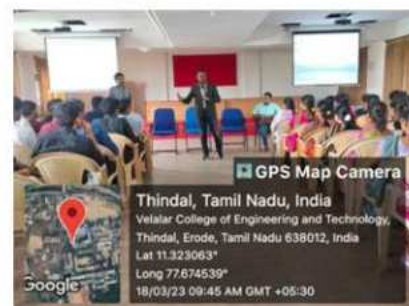 GPS Map Camera
Thindal, Tamil Nadu, India
Velalar College of Engineering and Technology,
Thindal, Erode, Tamil Nadu 638012, India
Lat 11.323063°
Long 77.674539°
18/03/23 09:45 AM GMT +05:30
Google